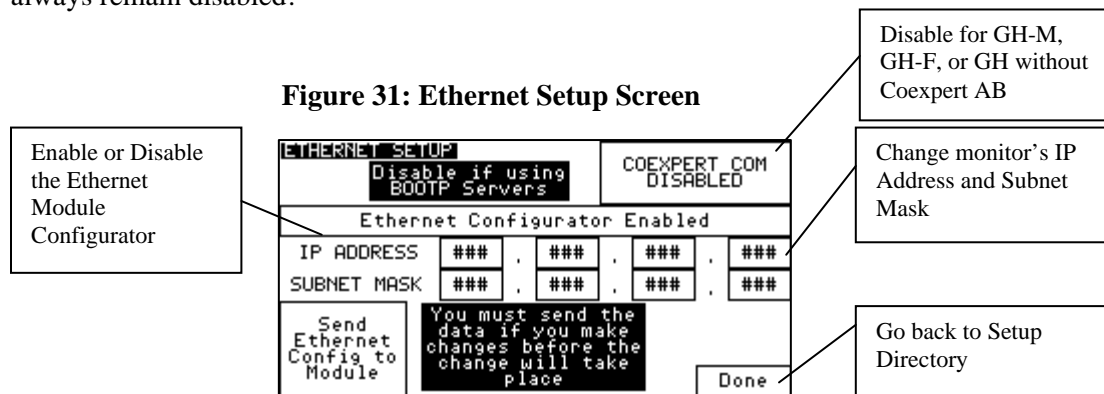 always remain disabled.
Disable for GH-M,
GH-F, or GH without
Coexpert AB
Figure 31: Ethernet Setup Screen
Enable or Disable
the Ethernet
Module
Configurator
ETHERNET SETUP
Disable if using
BOOTP Servers
COEXPERT COM
DISABLED
Change monitor's IP
Address and Subnet
Mask
Ethernet Configurator Enabled
IP ADDRESS ### . ### . ### . ###
SUBNET MASK ### . ### . ### . ###
Send
Ethernet
Config to
Module
You must send the
data if you make
changes before the
change will take
place
Done
Go back to Setup
Directory